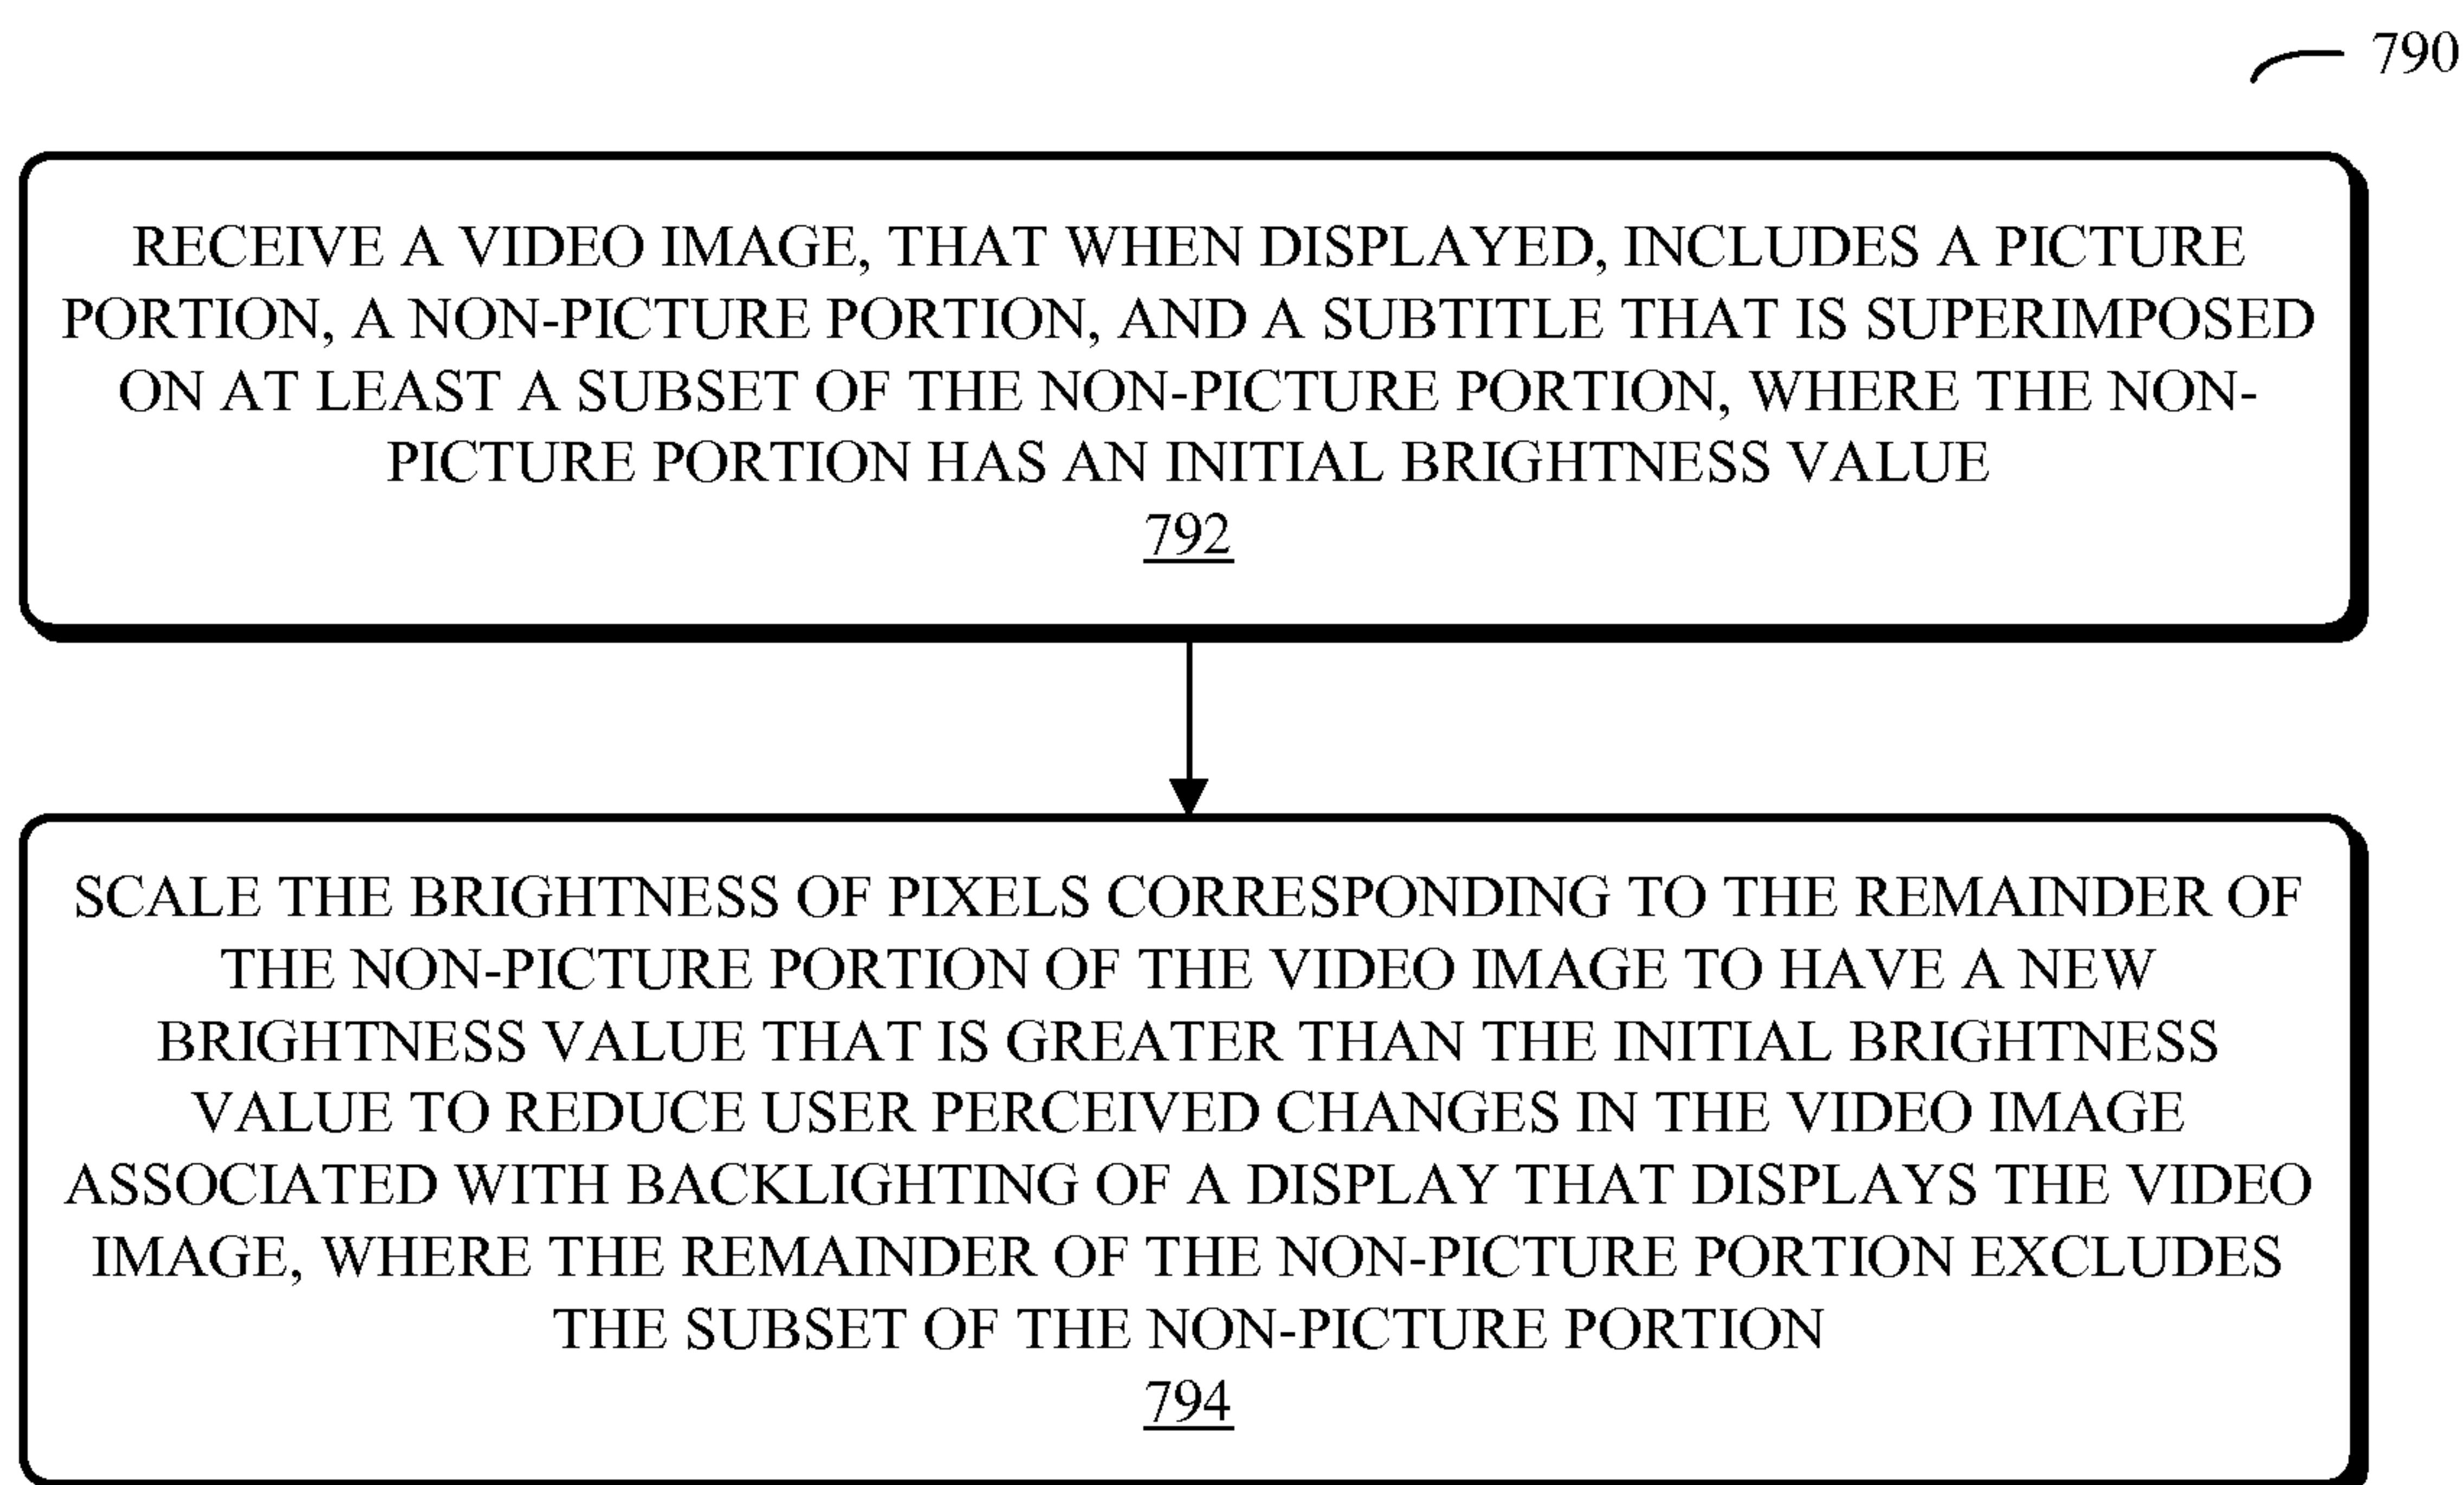 790
RECEIVE A VIDEO IMAGE, THAT WHEN DISPLAYED, INCLUDES A PICTURE
PORTION, A NON-PICTURE PORTION, AND A SUBTITLE THAT IS SUPERIMPOSED
ON AT LEAST A SUBSET OF THE NON-PICTURE PORTION, WHERE THE NON-
PICTURE PORTION HAS AN INITIAL BRIGHTNESS VALUE
792
SCALE THE BRIGHTNESS OF PIXELS CORRESPONDING TO THE REMAINDER OF
THE NON-PICTURE PORTION OF THE VIDEO IMAGE TO HAVE A NEW
BRIGHTNESS VALUE THAT IS GREATER THAN THE INITIAL BRIGHTNESS
VALUE TO REDUCE USER PERCEIVED CHANGES IN THE VIDEO IMAGE
ASSOCIATED WITH BACKLIGHTING OF A DISPLAY THAT DISPLAYS THE VIDEO
IMAGE, WHERE THE REMAINDER OF THE NON-PICTURE PORTION EXCLUDES
THE SUBSET OF THE NON-PICTURE PORTION
794